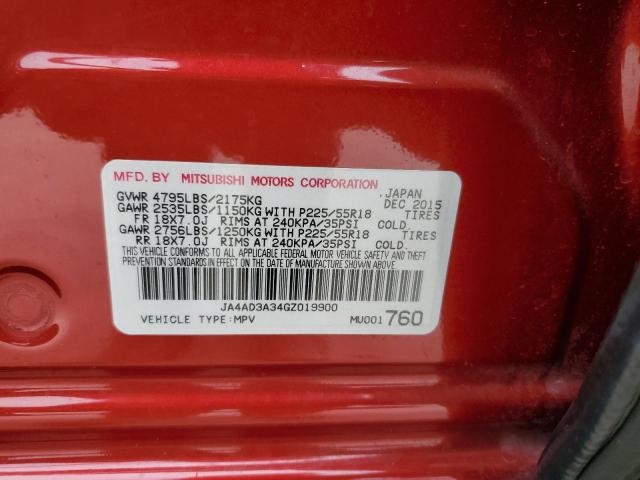 MFD. BY MITSUBISHI MOTORS CORPORATION JAPAN
GVWR 4795LBS/2175KG DEC 2015
GAWR 2535LBS/1150KG WITH P225/55R18 TIRES
FR 18X7.0J RIMS AT 240KPA/35PSI COLD.
GAWR 2756LBS/1250KG WITH P225/55R18 TIRES
RR 18X7.0J RIMS AT 240KPA/35PSI COLD.
THIS VEHICLE CONFORMS TO ALL APPLICABLE FEDERAL MOTOR VEHICLE SAFETY AND THEFT
PREVENTION STANDARDS IN EFFECT ON THE DATE OF MANUFACTURE SHOWN ABOVE.
JA4AD3A34GZ019900
VEHICLE TYPE:MPV MU001760